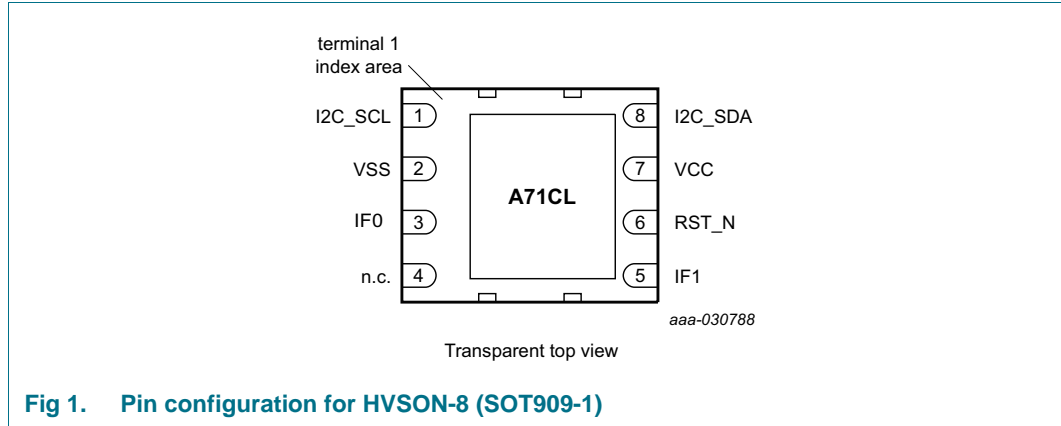 terminal 1
index area
I2C_SCL 1 8 I2C_SDA
VSS 2 7 VCC
A71CL
IF0 3 6 RST_N
n.c. 4 5 IF1
aaa-030788
Transparent top view
Fig 1. Pin configuration for HVSON-8 (SOT909-1)